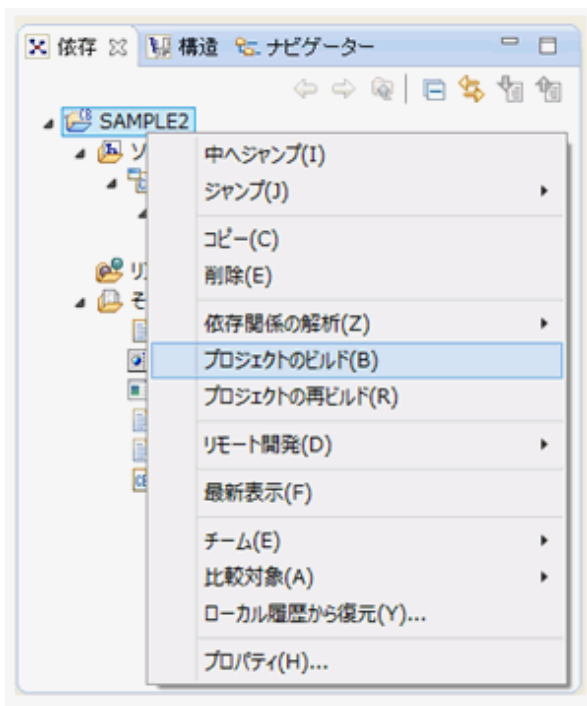 依存 構造 ナビゲーター
SAMPLE2
ソ
中へジャンプ(I)
ジャンプ(J)
コピー(C)
リ
削除(E)
そ
依存関係の解析(Z)
プロジェクトのビルド(B)
プロジェクトの再ビルド(R)
リモート開発(D)
最新表示(F)
チーム(E)
比較対象(A)
ローカル履歴から復元(Y)...
プロパティ(H)...